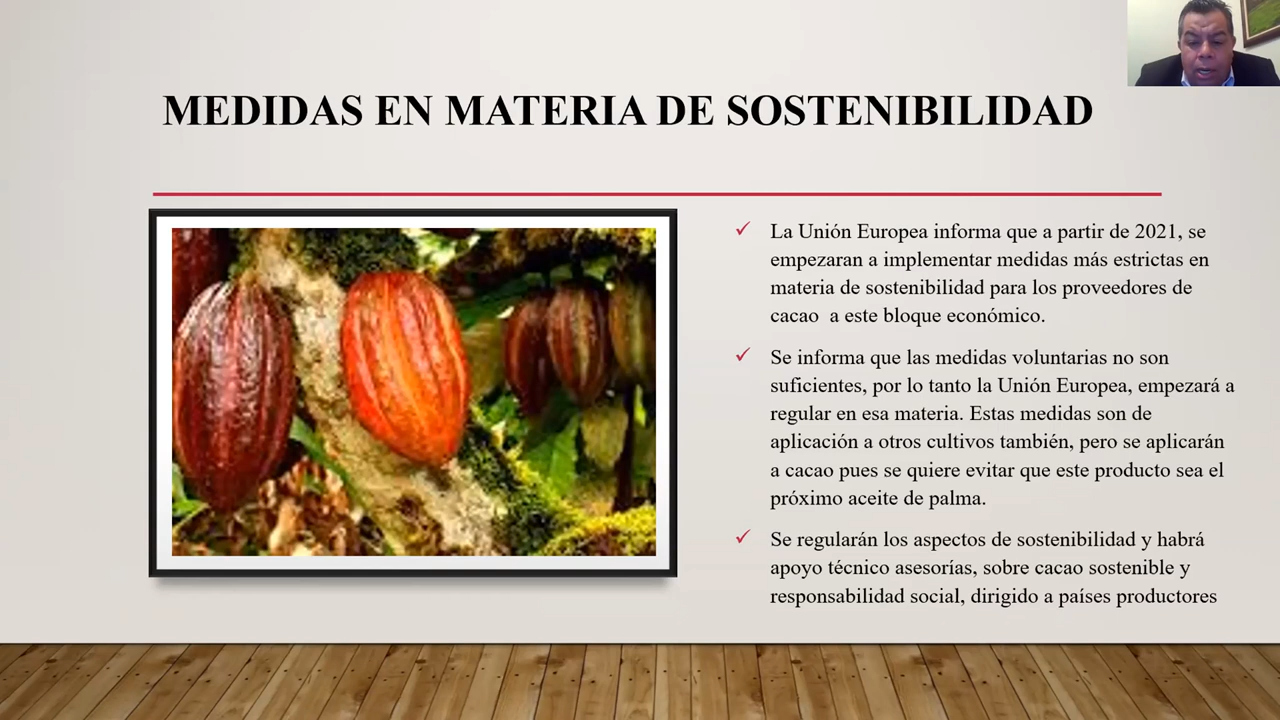 MEDIDAS EN MATERIA DE SOSTENIBILIDAD
La Unión Europea informa que a partir de 2021, se
empezaran a implementar medidas más estrictas en
materia de sostenibilidad para los proveedores de
cacao  a este bloque económico.
Se informa que las medidas voluntarias no son
suficientes, por lo tanto la Unión Europea, empezará a
regular en esa materia. Estas medidas son de
aplicación a otros cultivos también, pero se aplicarán
a cacao pues se quiere evitar que este producto sea el
próximo aceite de palma.
Se regularán los aspectos de sostenibilidad y habrá
apoyo técnico asesorías, sobre cacao sostenible y
responsabilidad social, dirigido a países productores